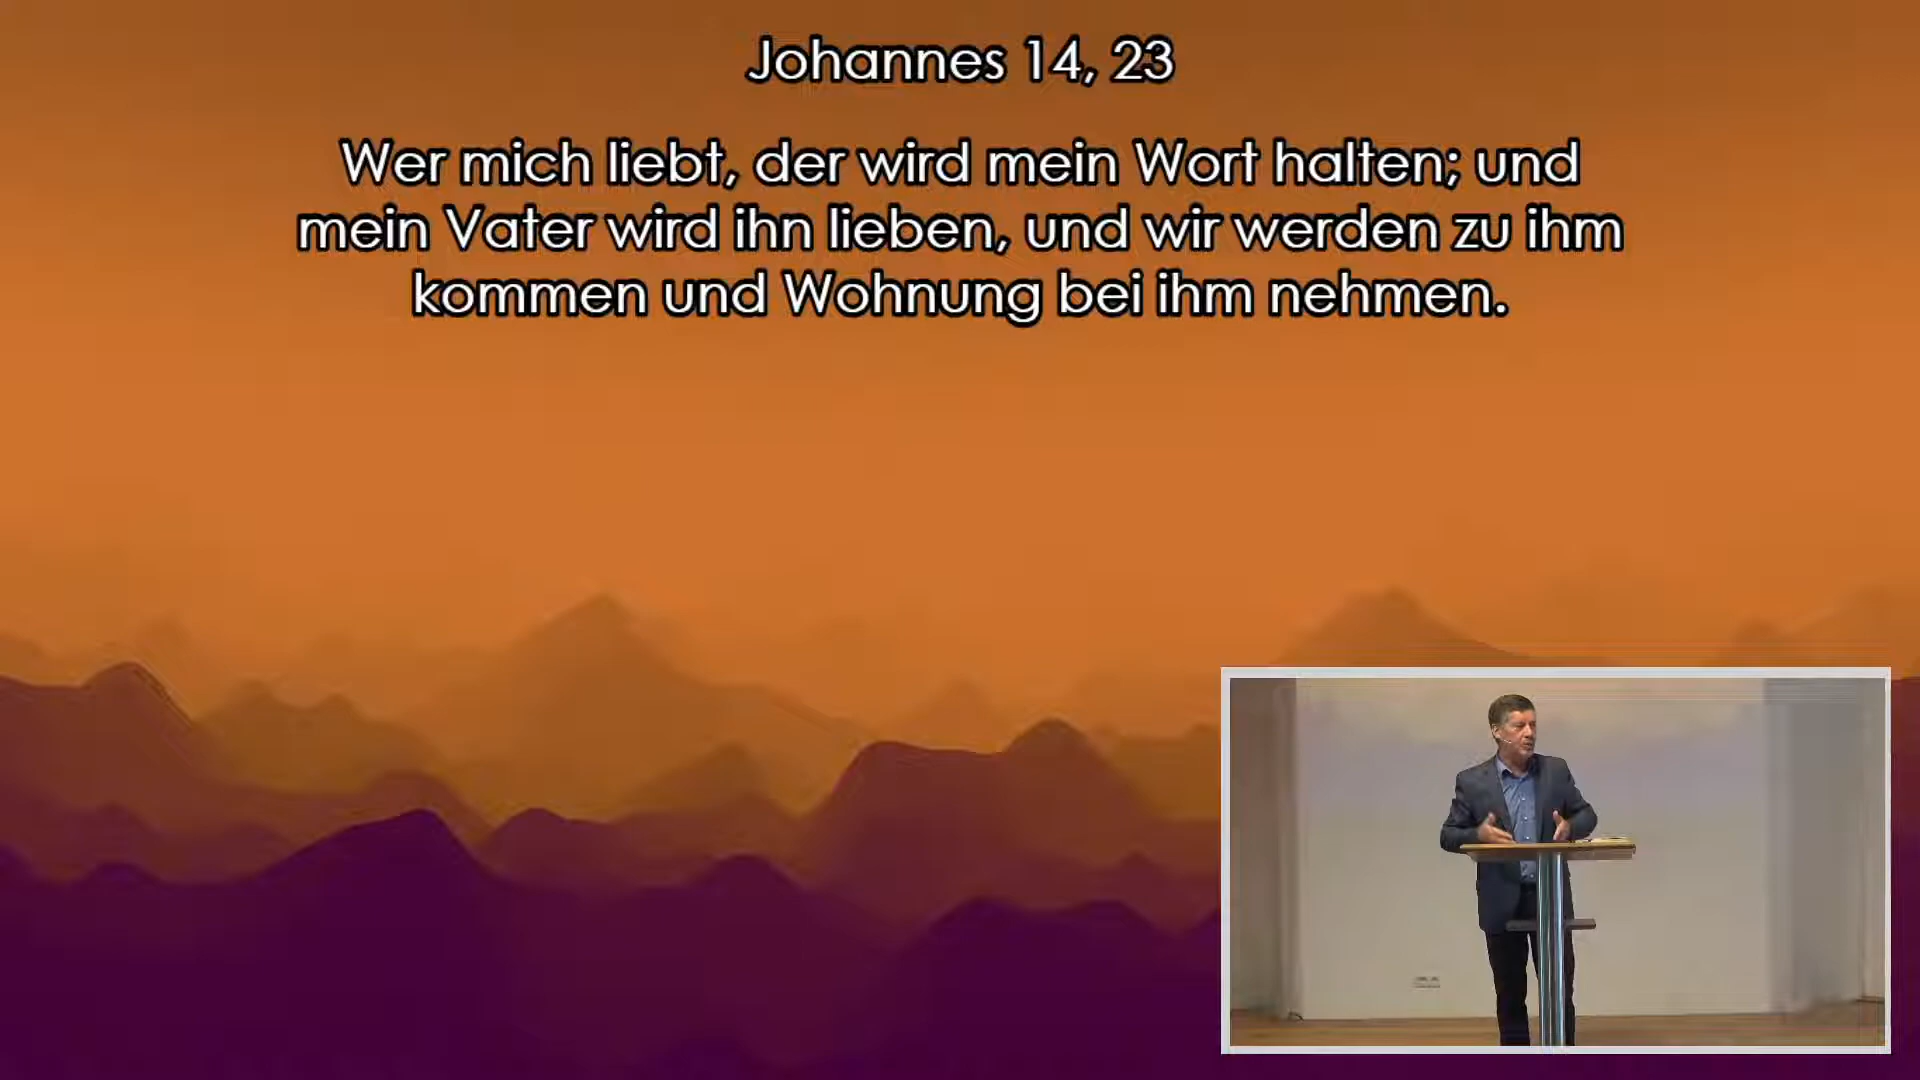 Johannes 14, 23
Wer mich liebt, der wird mein Wort halten; und
mein Vater wird ihn lieben, und wir werden zu ihm
kommen und Wohnung bei ihm nehmen.